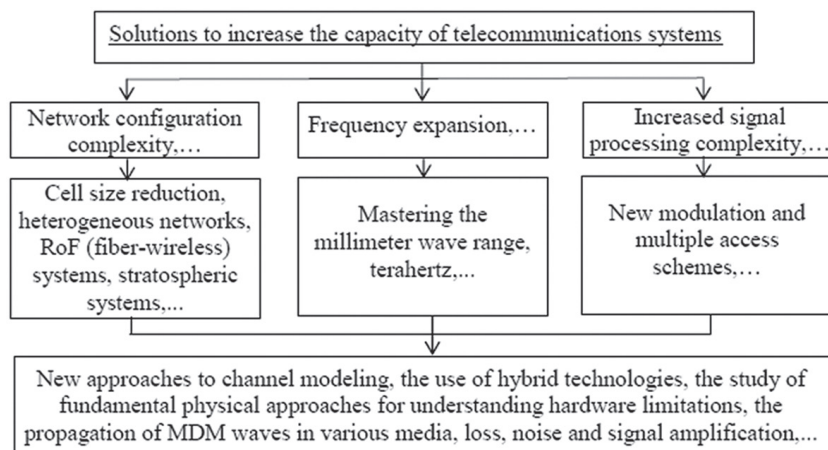 Solutions to increase the capacity of telecommunications systems
Network configuration
complexity,…
Frequency expansion,…
Increased signal
processing complexity,…
Cell size reduction,
heterogeneous networks,
RoF (fiber-wireless)
systems, stratospheric
systems,...
Mastering the
millimeter wave range,
terahertz,...
New modulation and
multiple access
schemes,…
New approaches to channel modeling, the use of hybrid technologies, the study of
fundamental physical approaches for understanding hardware limitations, the
propagation of MDM waves in various media, loss, noise and signal amplification,...